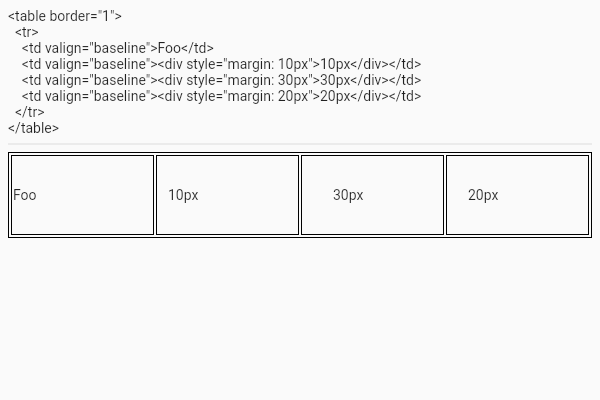 <table border="1">
  <tr>
    <td valign="baseline">Foo</td>
    <td valign="baseline"><div style="margin: 10px">10px</div></td>
    <td valign="baseline"><div style="margin: 30px">30px</div></td>
    <td valign="baseline"><div style="margin: 20px">20px</div></td>
  </tr>
</table>
Foo 10px 30px 20px